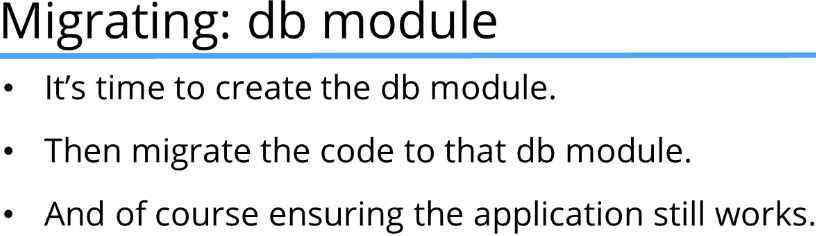 Migrating: db module
• It’s time to create the db module.
• Then migrate the code to that db module.
• And of course ensuring the application still works.